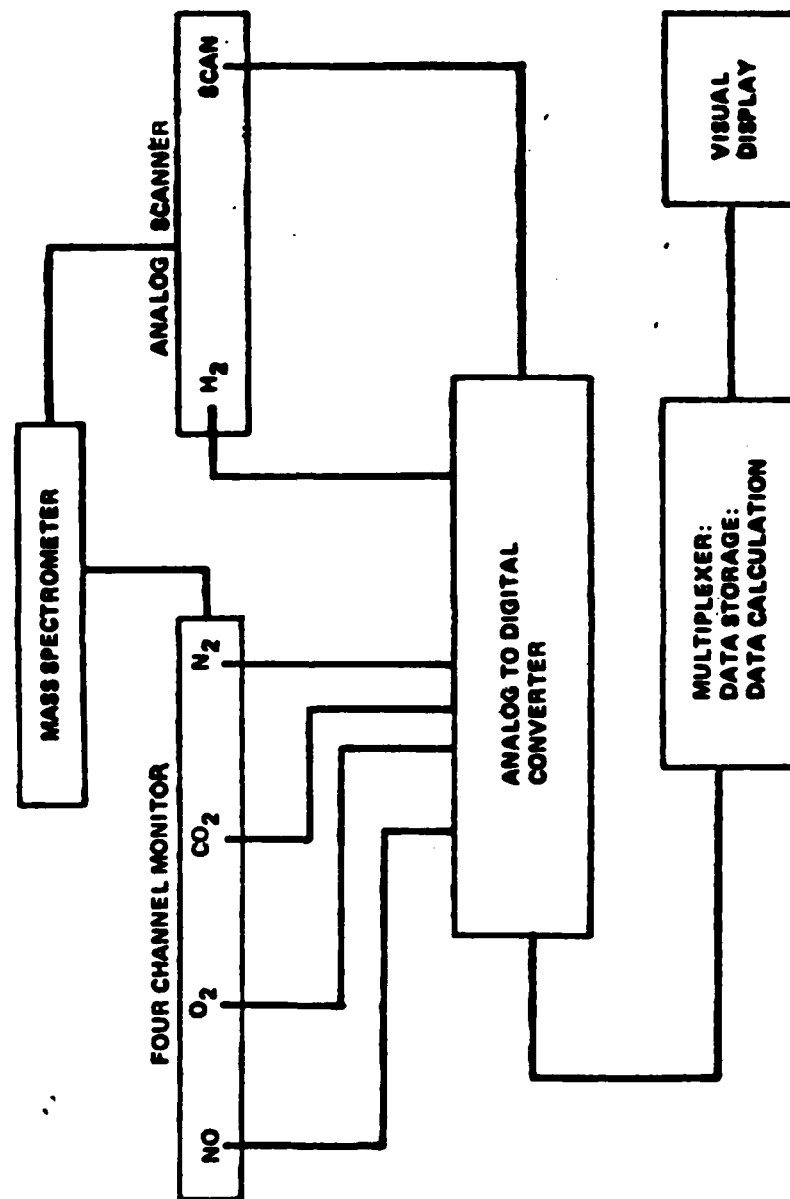 MASS SPECTROMETER
FOUR CHANNEL MONITOR
ANALOG SCANNER
NO
O₂
CO₂
N₂
H₂
SCAN
ANALOG TO DIGITAL
CONVERTER
MULTIPLEXER:
DATA STORAGE:
DATA CALCULATION
VISUAL
DISPLAY